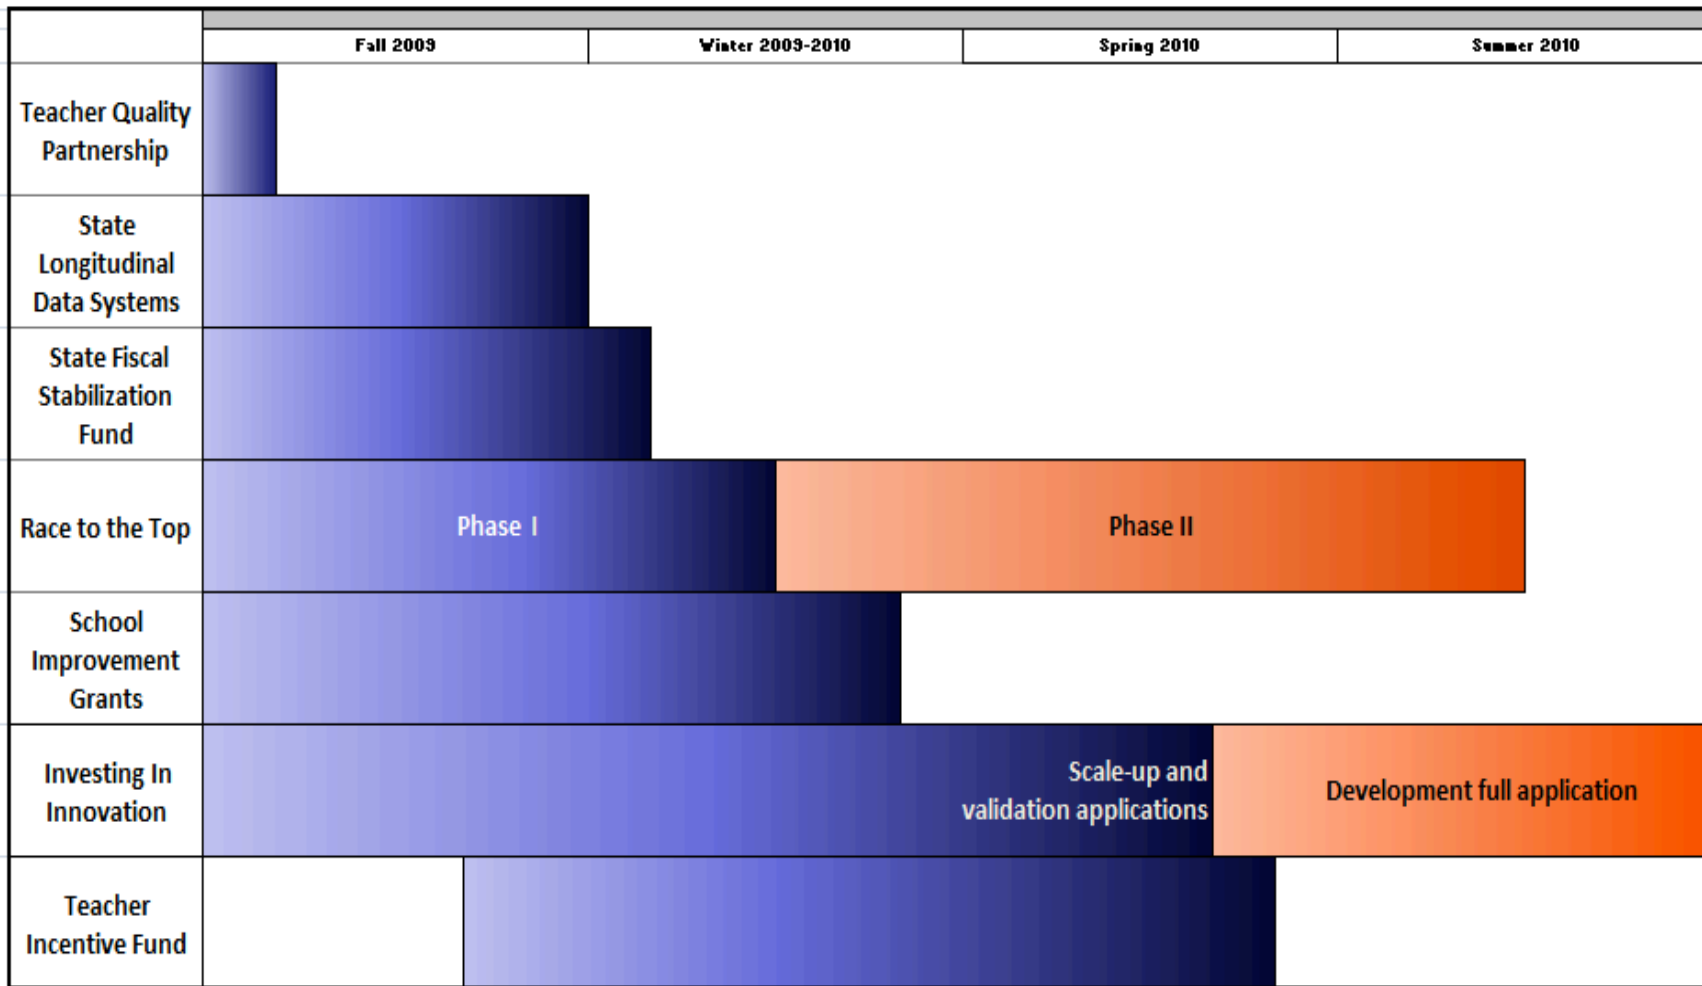 Fall 2009
Winter 2009-2010
Spring 2010
Summer 2010
Teacher Quality
Partnership
State
Longitudinal
Data Systems
State Fiscal
Stabilization
Fund
Race to the Top
Phase I
Phase II
School
Improvement
Grants
Investing In
Innovation
Scale-up and
validation applications
Development full application
Teacher
Incentive Fund